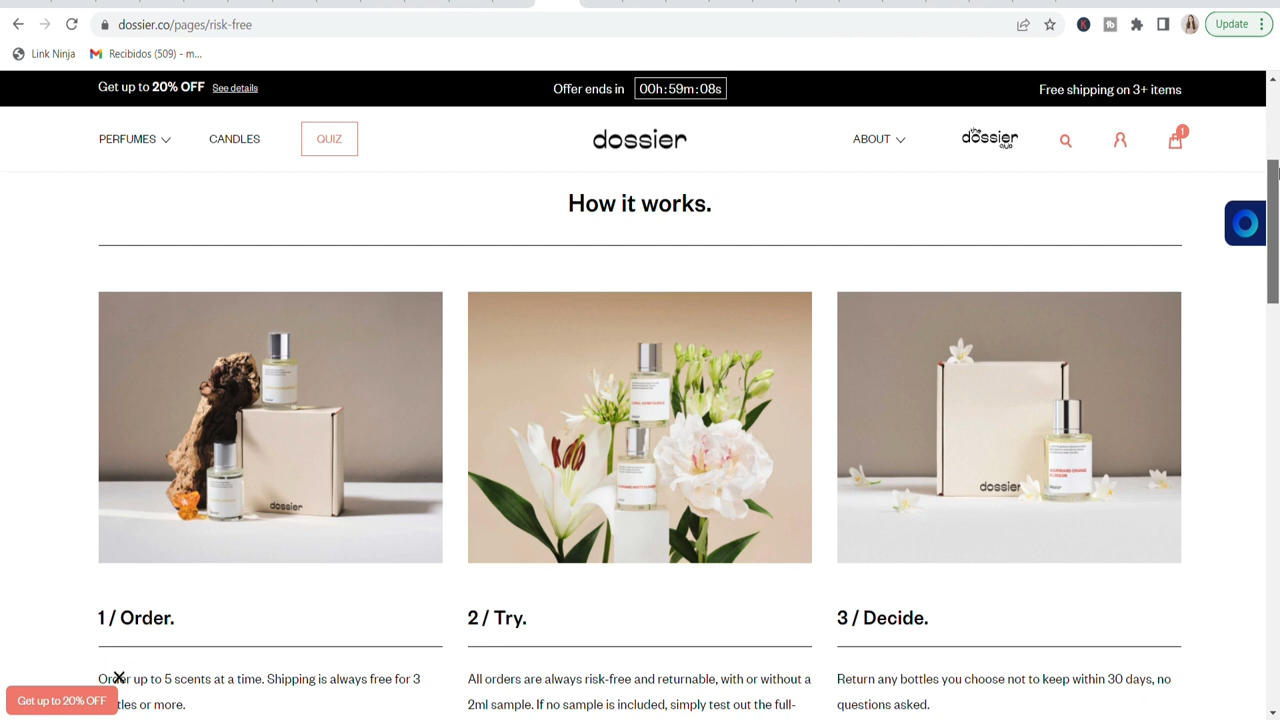 dossier.co/pages/risk-free
Update
Link Ninja
Recibidos (509) - m...
Get up to 20% OFF See details
Offer ends in 00h:59m:08s
Free shipping on 3+ items
PERFUMES
CANDLES
QUIZ
dossier
ABOUT
the dossier club
1
How it works.
dossier
dossier
1 / Order.
2 / Try.
3 / Decide.
Order up to 5 scents at a time. Shipping is always free for 3
bottles or more.
All orders are always risk-free and returnable, with or without a
2ml sample. If no sample is included, simply test out the full-
Return any bottles you choose not to keep within 30 days, no
questions asked.
Get up to 20% OFF